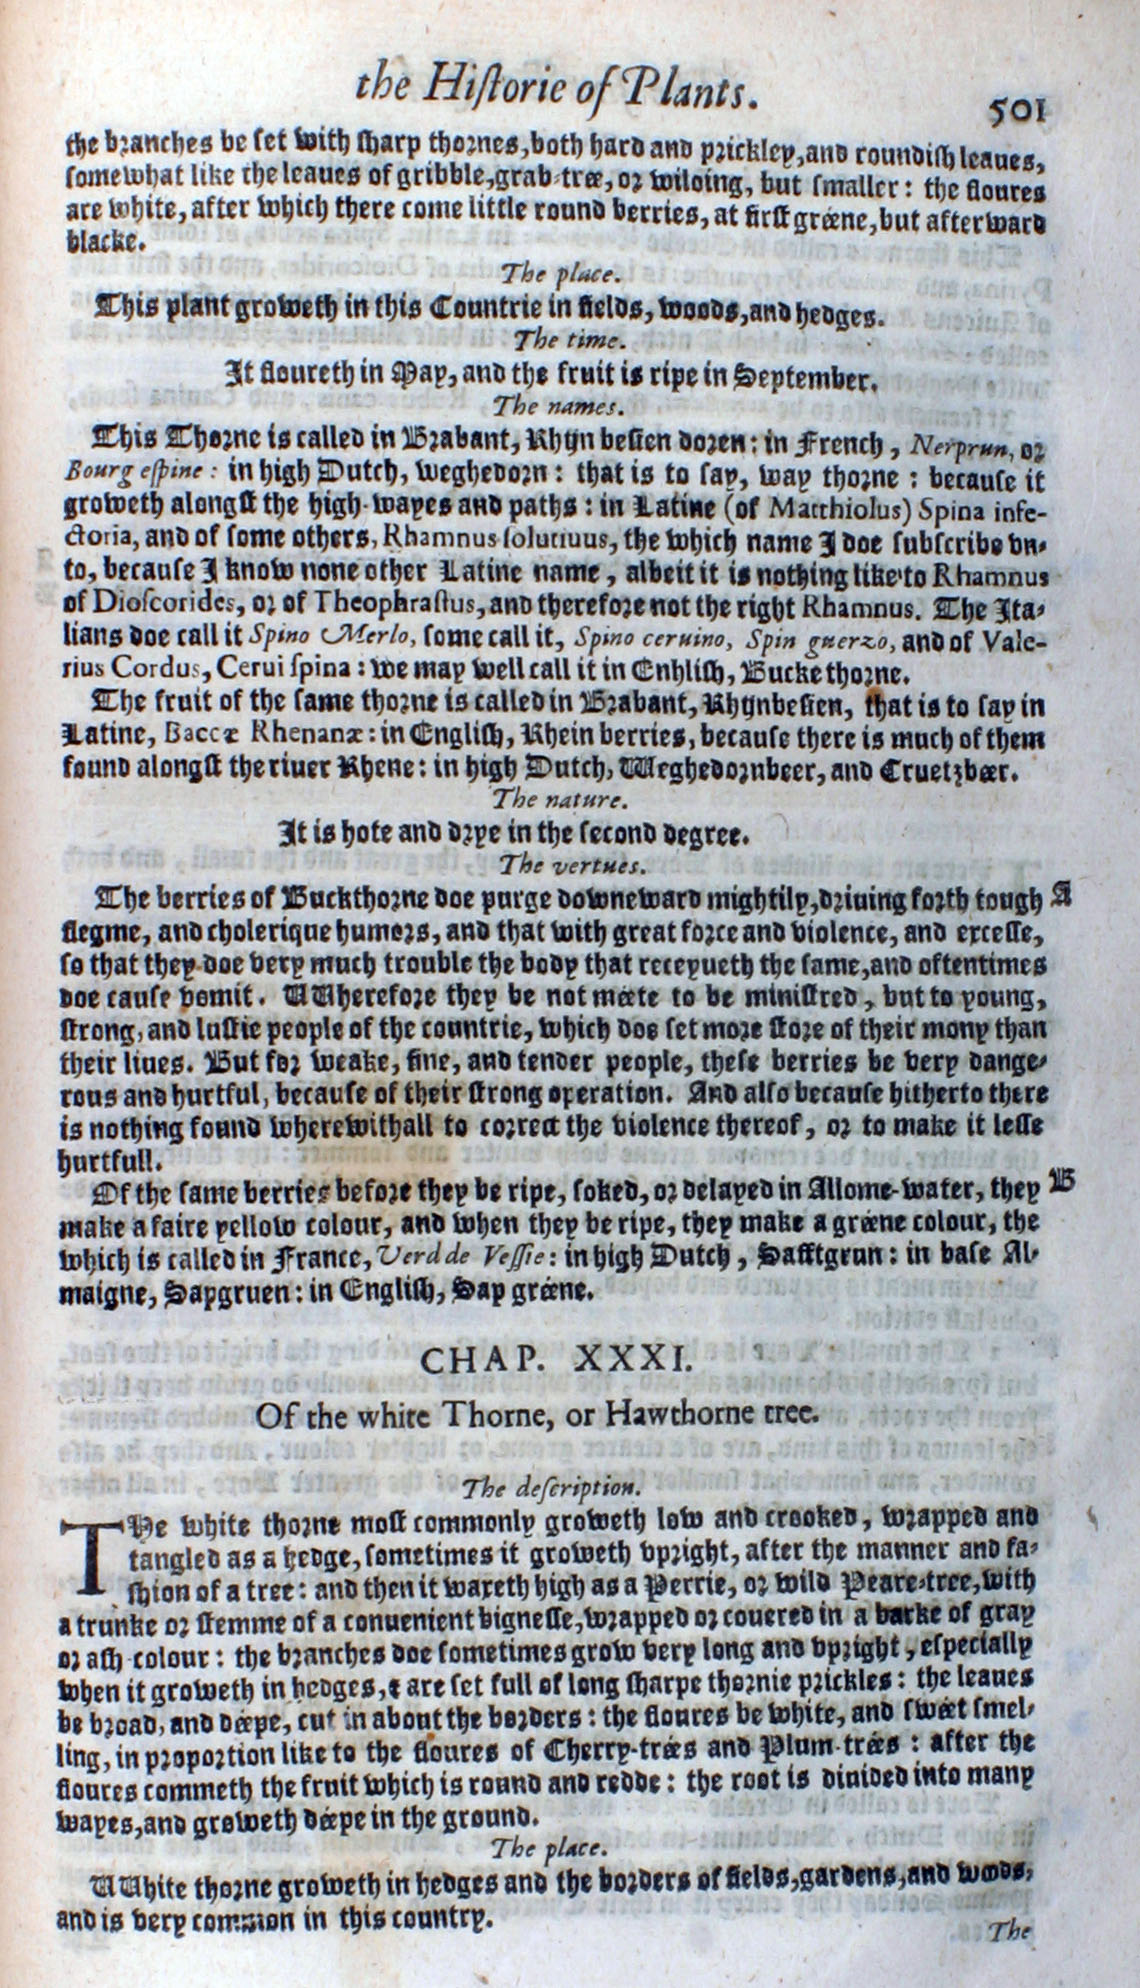 the Hiſtorie of Plants.
501
the branches be ſet with ſharp thornes, both hard and prickley, and roundiſh leaues,
ſomewhat like the leaues of gribble, grab-tree, or wilding, but ſmaller: the floures
are white, after which there come little round berries, at firſt gréene, but afterward
blacke.
The place.
This plant groweth in this Countrie in fields, woods, and hedges.
The time.
It floureth in May, and the fruit is ripe in September.
The names.
This Thorne is called in Brabant, Rhijn beſien doren: in French, Nerprun, or
Bourg eſpine: in high Dutch, weghedorn: that is to ſay, way thorne: becauſe it
groweth alongſt the high-wayes and paths: in Latine (of Matthiolus) Spina infe-
ctoria, and of ſome others, Rhamnus ſolutiuus, the which name I doe ſubſcribe vn-
to, becauſe I know none other Latine name, albeit it is nothing like to Rhamnus
of Dioſcorides, or of Theophraſtus, and therefore not the right Rhamnus. The Ita-
lians doe call it Spino Merlo, ſome call it, Spino ceruino, Spin guerzo, and of Vale-
rius Cordus, Cerui ſpina: we may well call it in Enhliſh, Bucke thorne.
The fruit of the ſame thorne is called in Brabant, Rhijnbeſien, that is to ſay in
Latine, Baccæ Rhenanæ: in Engliſh, Rhein berries, becauſe there is much of them
found alongſt the riuer Rhene: in high Dutch, Weghedornbeer, and Cruetzbeer.
The nature.
It is hote and drye in the ſecond degree.
The vertues.
The berries of Buckthorne doe purge downeward mightily, driuing forth tough A
flegme, and cholerique humors, and that with great force and violence, and exceſſe,
ſo that they doe very much trouble the body that receyueth the ſame, and oftentimes
doe cauſe vomit. Wherefore they be not meete to be miniſtred, but to young,
ſtrong, and luſtie people of the countrie, which doe ſet more ſtore of their mony than
their liues. But for weake, fine, and tender people, theſe berries be very dange-
rous and hurtful, becauſe of their ſtrong operation. And alſo becauſe hitherto there
is nothing found wherewithall to correct the violence thereof, or to make it leſſe
hurtfull.
Of the ſame berries before they be ripe, ſoked, or delayed in Allome-water, they B
make a faire yellow colour, and when they be ripe, they make a gréene colour, the
which is called in France, Verd de Veſſie: in high Dutch, Safftgrun: in baſe Al-
maigne, Sapgruen: in Engliſh, Sap gréene.
CHAP. XXXI.
Of the white Thorne, or Hawthorne tree.
The deſcription.
THe white thorne moſt commonly groweth low and crooked, wrapped and
tangled as a hedge, ſometimes it groweth vpright, after the manner and fa-
ſhion of a tree: and then it waxeth high as a Perrie, or wild Peare-tree, with
a trunke or ſtemme of a conuenient bigneſſe, wrapped or couered in a barke of gray
or aſh-colour: the branches doe ſometimes grow very long and vpright, eſpecially
when it groweth in hedges, & are ſet full of long ſharpe thornie prickles: the leaues
be broad, and déepe, cut in about the borders: the floures be white, and ſwéet ſmel-
ling, in proportion like to the floures of Cherry-trées and Plum-trées: after the
floures commeth the fruit which is round and redde: the root is diuided into many
wayes, and groweth déepe in the ground.
The place.
White thorne groweth in hedges and the borders of fields, gardens, and woods,
and is very common in this country.
The